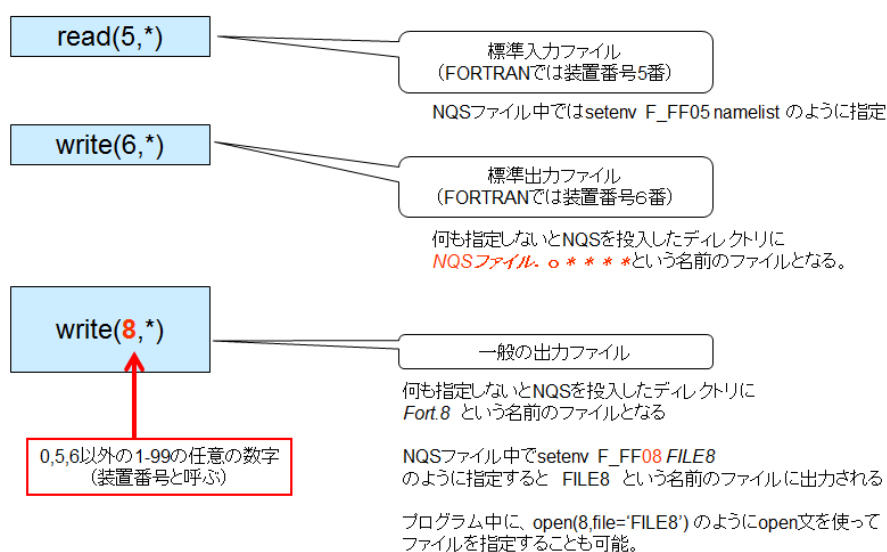 read(5,*)
標準入力ファイル
(FORTRANでは装置番号5番)
NQSファイル中ではsetenv F_FF05 namelist のように指定
write(6,*)
標準出力ファイル
(FORTRANでは装置番号6番)
何も指定しないとNQSを投入したディレクトリに
NQSファイル.o****という名前のファイルとなる。
write(8,*)
一般の出力ファイル
何も指定しないとNQSを投入したディレクトリに
Fort.8 という名前のファイルとなる
0,5,6以外の1-99の任意の数字
(装置番号と呼ぶ)
NQSファイル中でsetenv F_FF08 FILE8
のように指定すると FILE8 という名前のファイルに出力される
プログラム中に、open(8,file='FILE8') のようにopen文を使って
ファイルを指定することも可能。